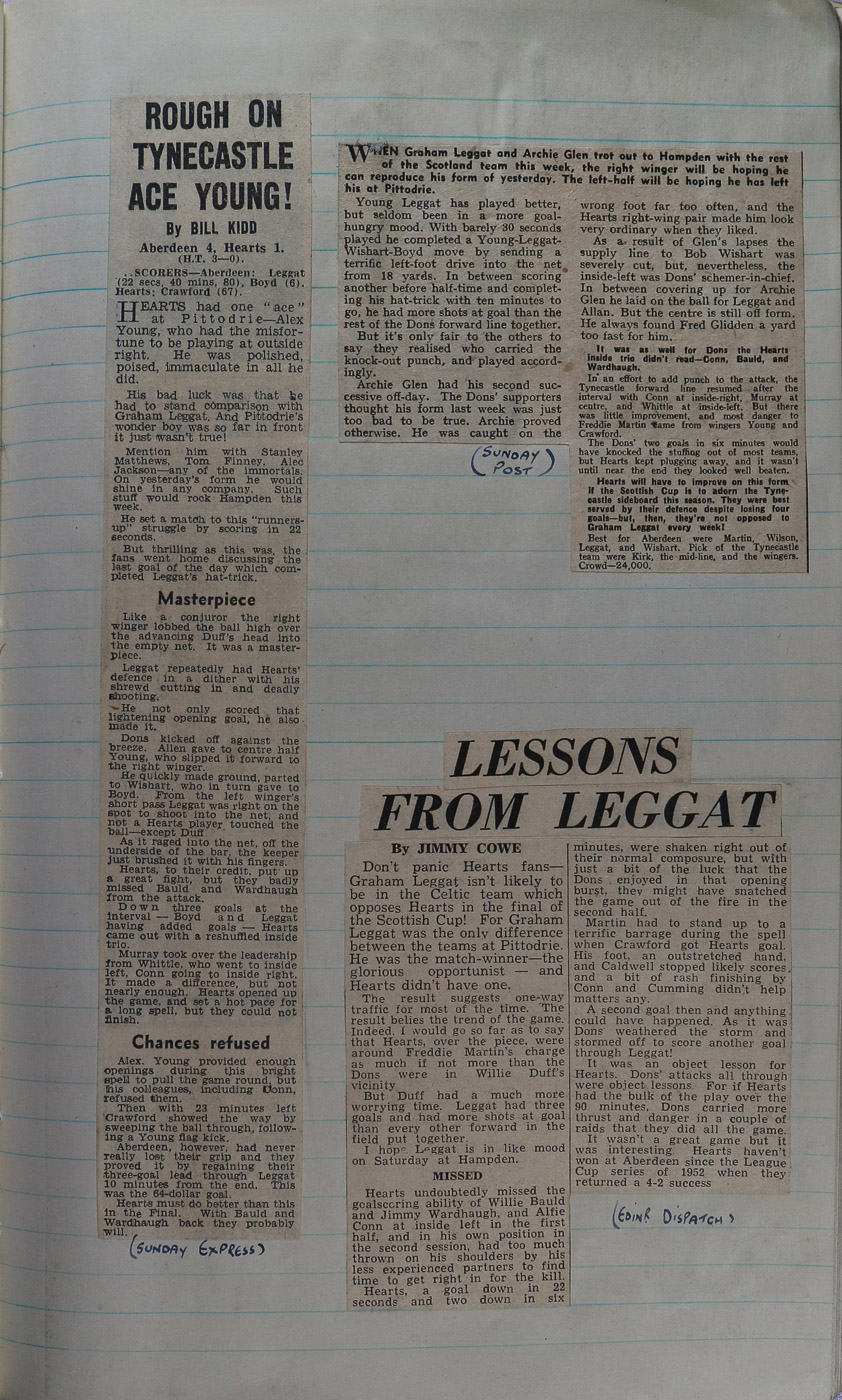 ROUGH ON
TYNECASTLE
ACE YOUNG!
By BILL KIDD
Aberdeen 4, Hearts 1.
(H.T. 3—0).
..SCORERS—Aberdeen: Leggat
(22 secs, 40 mins, 80), Boyd (6).
Hearts; Crawford (67).
HEARTS had one "ace"
at Pittodrie—Alex
Young, who had the misfor-
tune to be playing at outside
right. He was polished,
poised, immaculate in all he
did.
His bad luck was that he
had to stand comparison with
Graham Leggat. And Pittodrie's
wonder boy was so far in front
it just wasn't true!
Mention him with Stanley
Matthews, Tom Finney, Alec
Jackson—any of the immortals.
On yesterday's form he would
shine in any company. Such
stuff would rock Hampden this
week.
He set a match to this "runners-
up" struggle by scoring in 22
seconds.
But thrilling as this was, the
fans went home discussing the
last goal of the day which com-
pleted Leggat's hat-trick.
Masterpiece
Like a conjuror the right
winger lobbed the ball high over
the advancing Duff's head into
the empty net. It was a master-
piece.
Leggat repeatedly had Hearts'
defence in a dither with his
shrewd cutting in and deadly
shooting.
He not only scored that
lightening opening goal, he also
made it.
Dons kicked off against the
breeze. Allen gave to centre half
Young, who slipped it forward to
the right winger.
He quickly made ground, parted
to Wishart, who in turn gave to
Boyd. From the left winger's
short pass Leggat was right on the
spot to shoot into the net, and
not a Hearts player touched the
ball—except Duff
As it raged into the net, off the
underside of the bar, the keeper
just brushed it with his fingers.
Hearts, to their credit, put up
a great fight, but they badly
missed Bauld and Wardhaugh
from the attack.
Down three goals at the
interval — Boyd and Leggat
having added goals — Hearts
came out with a reshuffled inside
trio.
Murray took over the leadership
from Whittle, who went to inside
left, Conn going to inside right.
It made a difference, but not
nearly enough. Hearts opened up
the game, and set a hot pace for
a long spell, but they could not
finish.
Chances refused
Alex. Young provided enough
openings during this bright
spell to pull the game round, but
his colleagues, including Conn,
refused them.
Then with 23 minutes left
Crawford showed the way by
sweeping the ball through, follow-
ing a Young flag kick.
Aberdeen, however, had never
really lost their grip and they
proved it by regaining their
three-goal lead through Leggat
10 minutes from the end. This
was the 64-dollar goal.
Hearts must do better than this
in the Final. With Bauld and
Wardhaugh back they probably
will.
(SUNDAY EXPRESS)
WHEN Graham Leggat and Archie Glen trot out to Hampden with the rest
of the Scotland team this week, the right winger will be hoping he
can reproduce his form of yesterday. The left-half will be hoping he has left
his at Pittodrie.
Young Leggat has played better,
but seldom been in a more goal-
hungry mood. With barely 30 seconds
played he completed a Young-Leggat-
Wishart-Boyd move by sending a
terrific left-foot drive into the net
from 18 yards. In between scoring
another before half-time and complet-
ing his hat-trick with ten minutes to
go, he had more shots at goal than the
rest of the Dons forward line together.
But it's only fair to the others to
say they realised who carried the
knock-out punch, and played accord-
ingly.
Archie Glen had his second suc-
cessive off-day. The Dons' supporters
thought his form last week was just
too bad to be true. Archie proved
otherwise. He was caught on the
wrong foot far too often, and the
Hearts right-wing pair made him look
very ordinary when they liked.
As a result of Glen's lapses the
supply line to Bob Wishart was
severely cut, but, nevertheless, the
inside-left was Dons' schemer-in-chief.
In between covering up for Archie
Glen he laid on the ball for Leggat and
Allan. But the centre is still off form.
He always found Fred Glidden a yard
too fast for him.
It was as well for Dons the Hearts
inside trio didn't read—Conn, Bauld, and
Wardhaugh.
In an effort to add punch to the attack, the
Tynecastle forward line resumed after the
interval with Conn at inside-right, Murray at
centre, and Whittle at inside-left. But there
was little improvement, and most danger to
Freddie Martin came from wingers Young and
Crawford.
The Dons' two goals in six minutes would
have knocked the stuffing out of most teams,
but Hearts kept plugging away, and it wasn't
until near the end they looked well beaten.
Hearts will have to improve on this form
if the Scottish Cup is to adorn the Tyne-
castle sideboard this season. They were best
served by their defence despite losing four
goals—but, then, they're not opposed to
Graham Leggat every week!
Best for Aberdeen were Martin, Wilson,
Leggat, and Wishart. Pick of the Tynecastle
team were Kirk, the mid-line, and the wingers.
Crowd—24,000.
(SUNDAY
POST)
LESSONS
FROM LEGGAT
By JIMMY COWE
Don't panic Hearts fans—
Graham Leggat isn't likely to
be in the Celtic team which
opposes Hearts in the final of
the Scottish Cup! For Graham
Leggat was the only difference
between the teams at Pittodrie.
He was the match-winner—the
glorious opportunist — and
Hearts didn't have one.
The result suggests one-way
traffic for most of the time. The
result belies the trend of the game.
Indeed, I would go so far as to say
that Hearts, over the piece, were
around Freddie Martin's charge
as much if not more than the
Dons were in Willie Duff's
vicinity
But Duff had a much more
worrying time. Leggat had three
goals and had more shots at goal
than every other forward in the
field put together.
I hope Leggat is in like mood
on Saturday at Hampden.
MISSED
Hearts undoubtedly missed the
goalscoring ability of Willie Bauld
and Jimmy Wardhaugh, and Alfie
Conn at inside left in the first
half, and in his own position in
the second session, had too much
thrown on his shoulders by his
less experienced partners to find
time to get right in for the kill.
Hearts, a goal down in 22
seconds and two down in six
minutes, were shaken right out of
their normal composure, but with
just a bit of the luck that the
Dons enjoyed in that opening
burst, they might have snatched
the game out of the fire in the
second half.
Martin had to stand up to a
terrific barrage during the spell
when Crawford got Hearts goal.
His foot, an outstretched hand,
and Caldwell stopped likely scores,
and a bit of rash finishing by
Conn and Cumming didn't help
matters any.
A second goal then and anything
could have happened. As it was
Dons weathered the storm and
stormed off to score another goal
through Leggat!
It was an object lesson for
Hearts. Dons' attacks all through
were object lessons. For if Hearts
had the bulk of the play over the
90 minutes, Dons carried more
thrust and danger in a couple of
raids that they did all the game.
It wasn't a great game but it
was interesting. Hearts haven't
won at Aberdeen since the League
Cup series of 1952 when they
returned a 4-2 success
(EDINR DISPATCH)